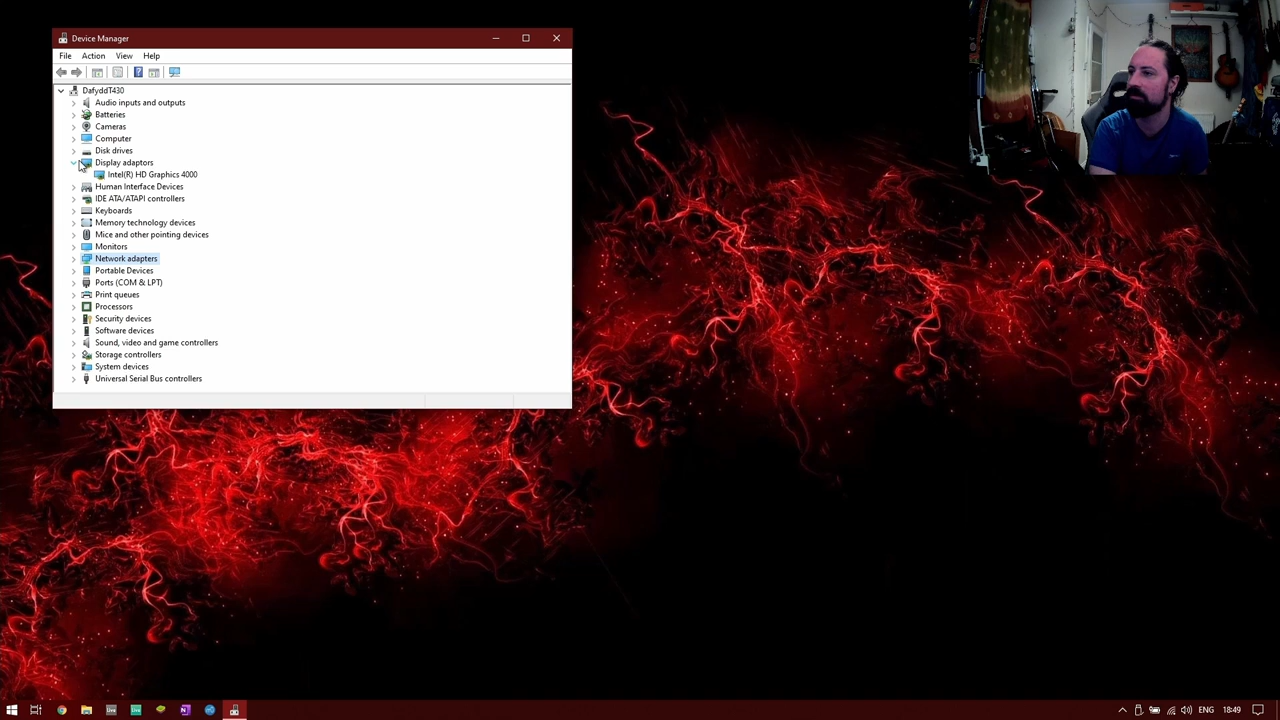 Device Manager
File Action View Help
DafyddT430
Audio inputs and outputs
Batteries
Cameras
Computer
Disk drives
Display adaptors
Intel(R) HD Graphics 4000
Human Interface Devices
IDE ATA/ATAPI controllers
Keyboards
Memory technology devices
Mice and other pointing devices
Monitors
Network adapters
Portable Devices
Ports (COM & LPT)
Print queues
Processors
Security devices
Software devices
Sound, video and game controllers
Storage controllers
System devices
Universal Serial Bus controllers
Live Live ENG 18:49